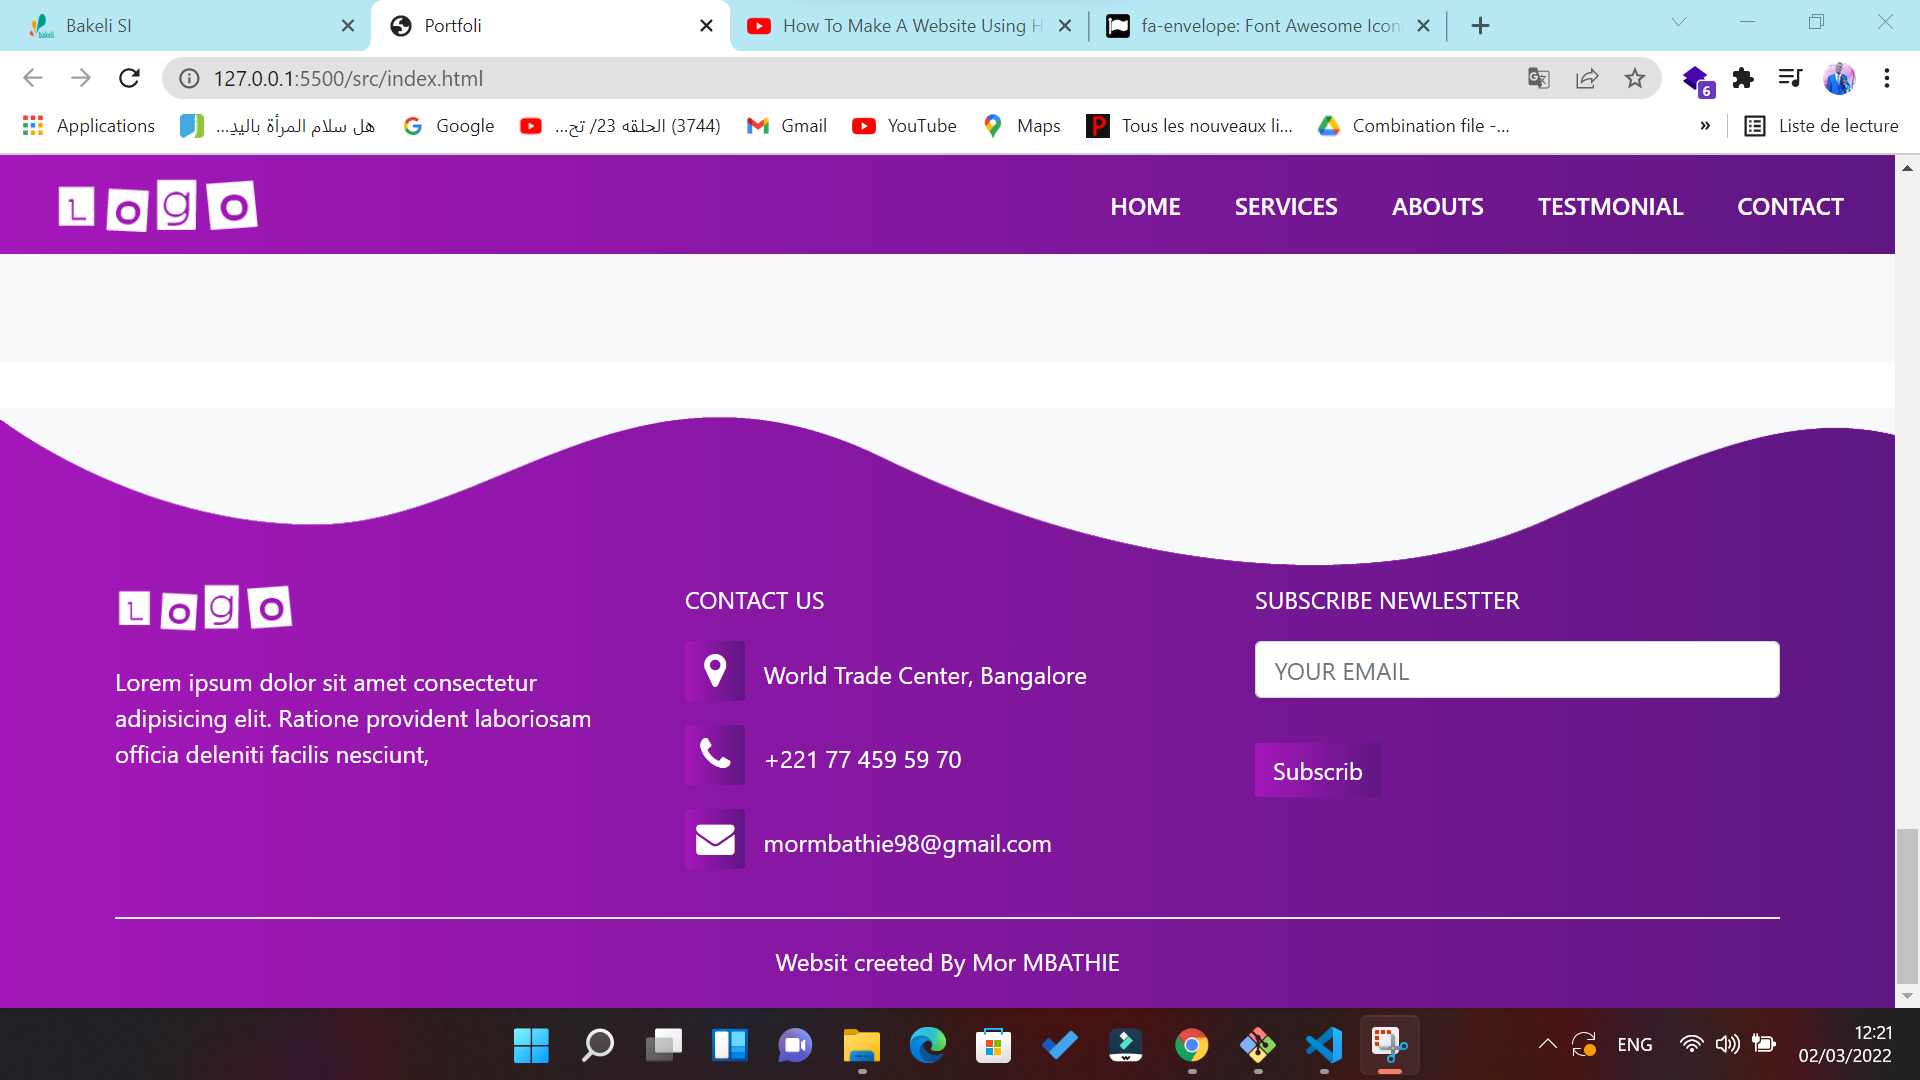 Bakeli SI
Portfoli
How To Make A Website Using H
fa-envelope: Font Awesome Icon
127.0.0.1:5500/src/index.html
6
Applications
هل سلام المرأة باليدِ...
Google
(3744) الحلقه 23/ تج...
Gmail
YouTube
Maps
Tous les nouveaux li...
Combination file -...
»
Liste de lecture
Logo
HOME
SERVICES
ABOUTS
TESTMONIAL
CONTACT
Logo
Lorem ipsum dolor sit amet consectetur
adipisicing elit. Ratione provident laboriosam
officia deleniti facilis nesciunt,
CONTACT US
World Trade Center, Bangalore
+221 77 459 59 70
mormbathie98@gmail.com
SUBSCRIBE NEWLESTTER
YOUR EMAIL
Subscrib
Websit creeted By Mor MBATHIE
ENG
12:21
02/03/2022